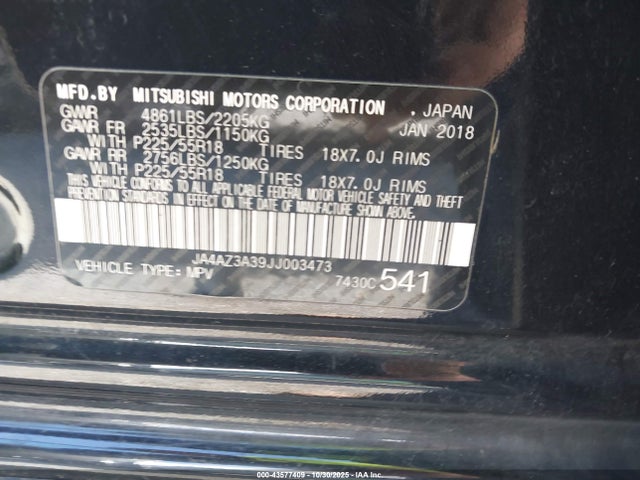 MFD.BY MITSUBISHI MOTORS CORPORATION , JAPAN
GVWR 4861LBS/2205KG JAN 2018
GAWR FR 2535LBS/1150KG
WITH P225/55R18 TIRES 18X7.0J RIMS
GAWR RR 2756LBS/1250KG
WITH P225/55R18 TIRES 18X7.0J RIMS
THIS VEHICLE CONFORMS TO ALL APPLICABLE FEDERAL MOTOR VEHICLE SAFETY AND THEFT
PREVENTION STANDARDS IN EFFECT ON THE DATE OF MANUFACTURE SHOWN ABOVE.
JA4AZ3A39JJ003473
VEHICLE TYPE: MPV 7430C 541
000-43577409 - 10/30/2025 - IAA Inc.